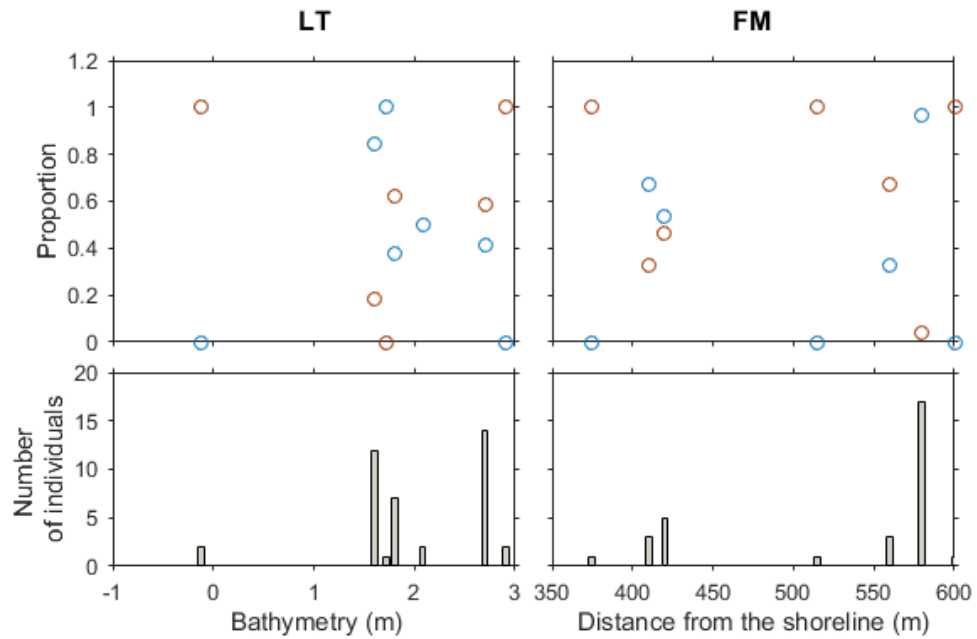 LT FM
1.2
1
0.8
0.6
0.4
0.2
0
Proportion
20
15
10
5
0
Number
of individuals
-1 0 1 2 3 350 400 450 500 550 600
Bathymetry (m) Distance from the shoreline (m)